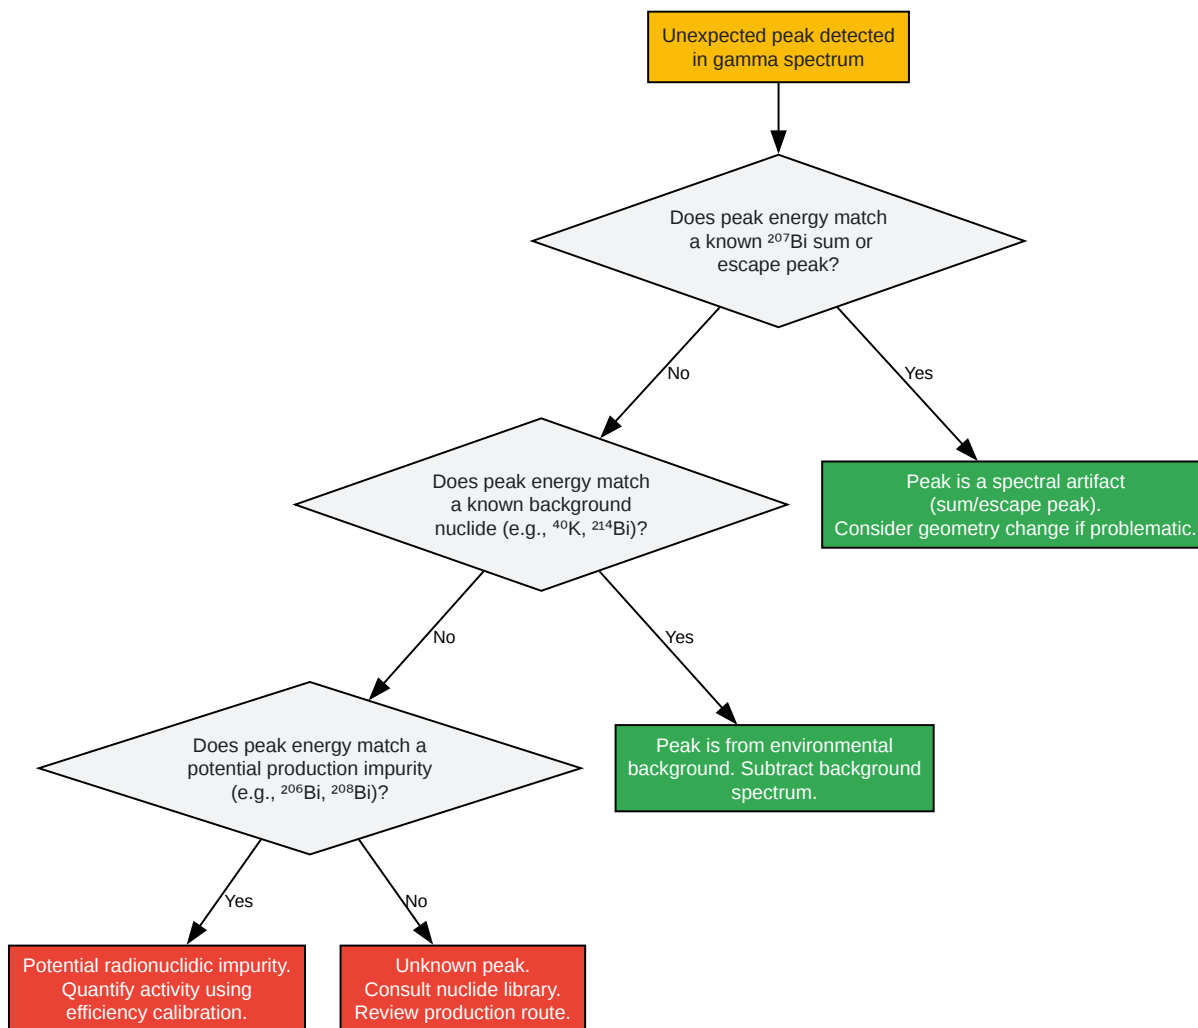 Unexpected peak detected
in gamma spectrum
Does peak energy match
a known ²⁰⁷Bi sum or
escape peak?
No
Yes
Does peak energy match
a known background
nuclide (e.g., ⁴⁰K, ²¹⁴Bi)?
Peak is a spectral artifact
(sum/escape peak).
Consider geometry change if problematic.
No
Yes
Does peak energy match a
potential production impurity
(e.g., ²⁰⁶Bi, ²⁰⁸Bi)?
Peak is from environmental
background. Subtract background
spectrum.
Yes
No
Potential radionuclidic impurity.
Quantify activity using
efficiency calibration.
Unknown peak.
Consult nuclide library.
Review production route.